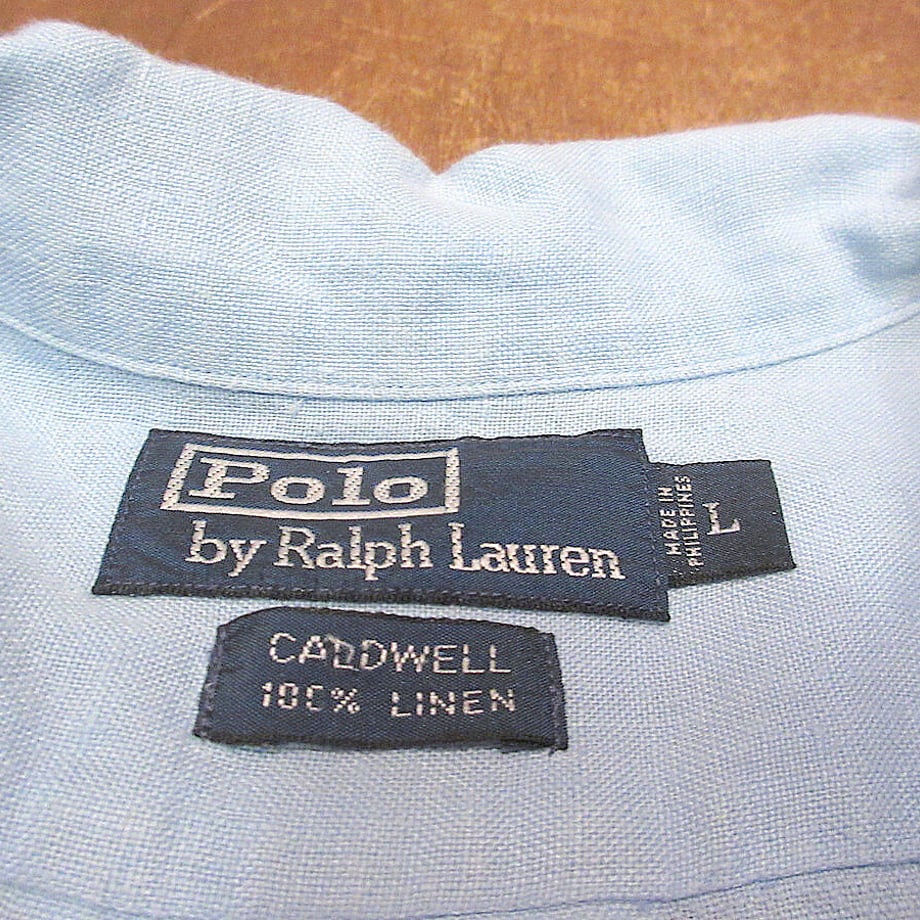 Polo
by Ralph Lauren
MADE IN
PHILIPPINES
L
CALDWELL
100% LINEN